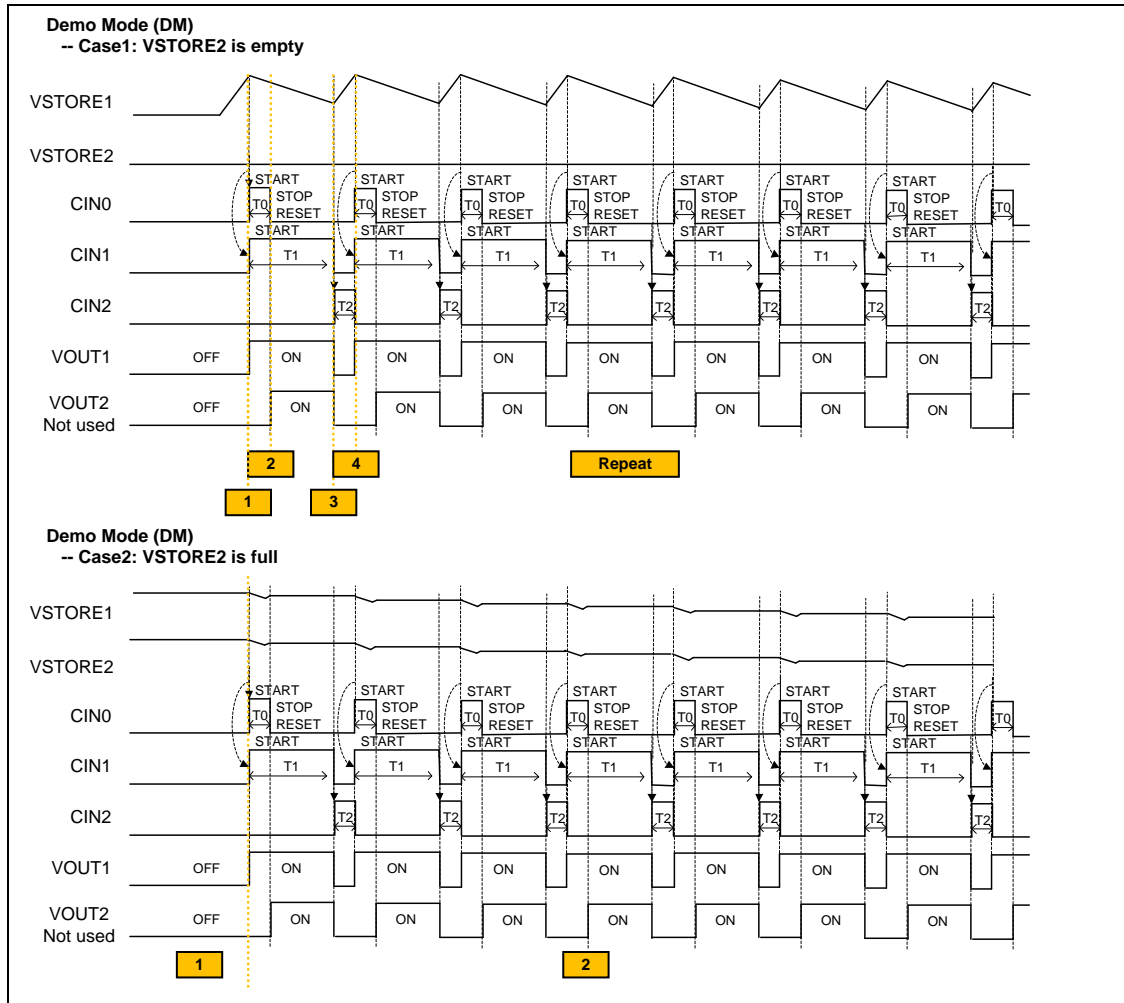 Demo Mode (DM)
-- Case1: VSTORE2 is empty
VSTORE1
VSTORE2
START START START START START START START
CIN0 T0 STOP T0 STOP T0 STOP T0 STOP T0 STOP T0 STOP T0 STOP T0
RESET RESET RESET RESET RESET RESET RESET
START START START START START START START
CIN1 T1 T1 T1 T1 T1 T1 T1
CIN2 T2 T2 T2 T2 T2 T2 T2
VOUT1 OFF ON ON ON ON ON ON ON
VOUT2 OFF ON ON ON ON ON ON ON
Not used
2 4 Repeat
1 3
Demo Mode (DM)
-- Case2: VSTORE2 is full
VSTORE1
VSTORE2
START START START START START START START
CIN0 T0 STOP T0 STOP T0 STOP T0 STOP T0 STOP T0 STOP T0 STOP T0
RESET RESET RESET RESET RESET RESET RESET
START START START START START START START
CIN1 T1 T1 T1 T1 T1 T1 T1
CIN2 T2 T2 T2 T2 T2 T2 T2
VOUT1 OFF ON ON ON ON ON ON ON
VOUT2 OFF ON ON ON ON ON ON ON
Not used
1 2